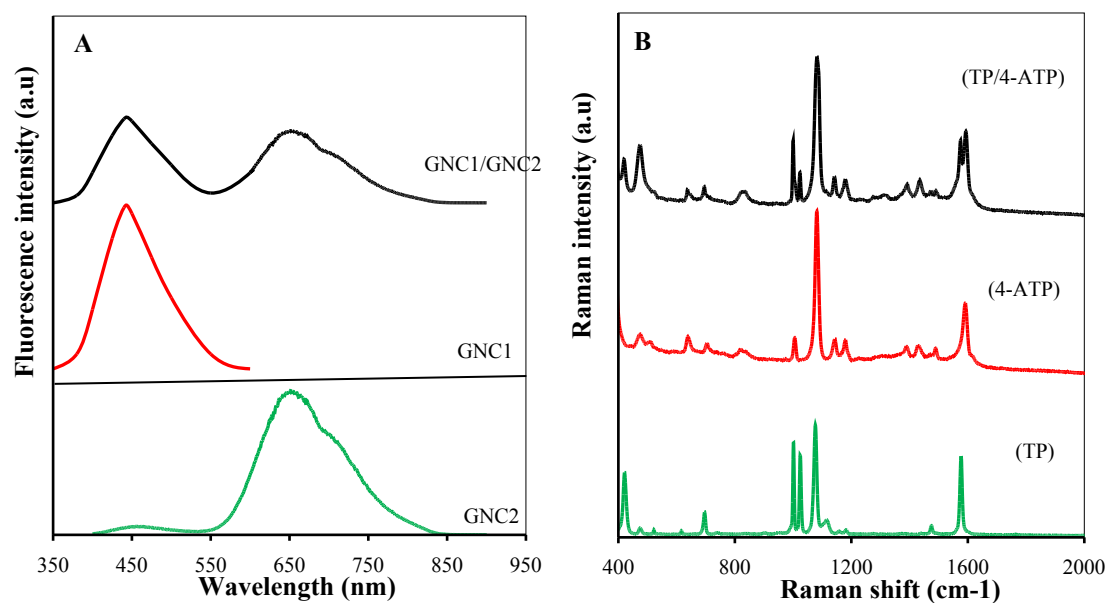 A
Fluorescence intensity (a.u)
GNC1/GNC2
GNC1
GNC2
350 450 550 650 750 850 950
Wavelength (nm)
B
Raman intensity (a.u)
(TP/4-ATP)
(4-ATP)
(TP)
400 800 1200 1600 2000
Raman shift (cm-1)